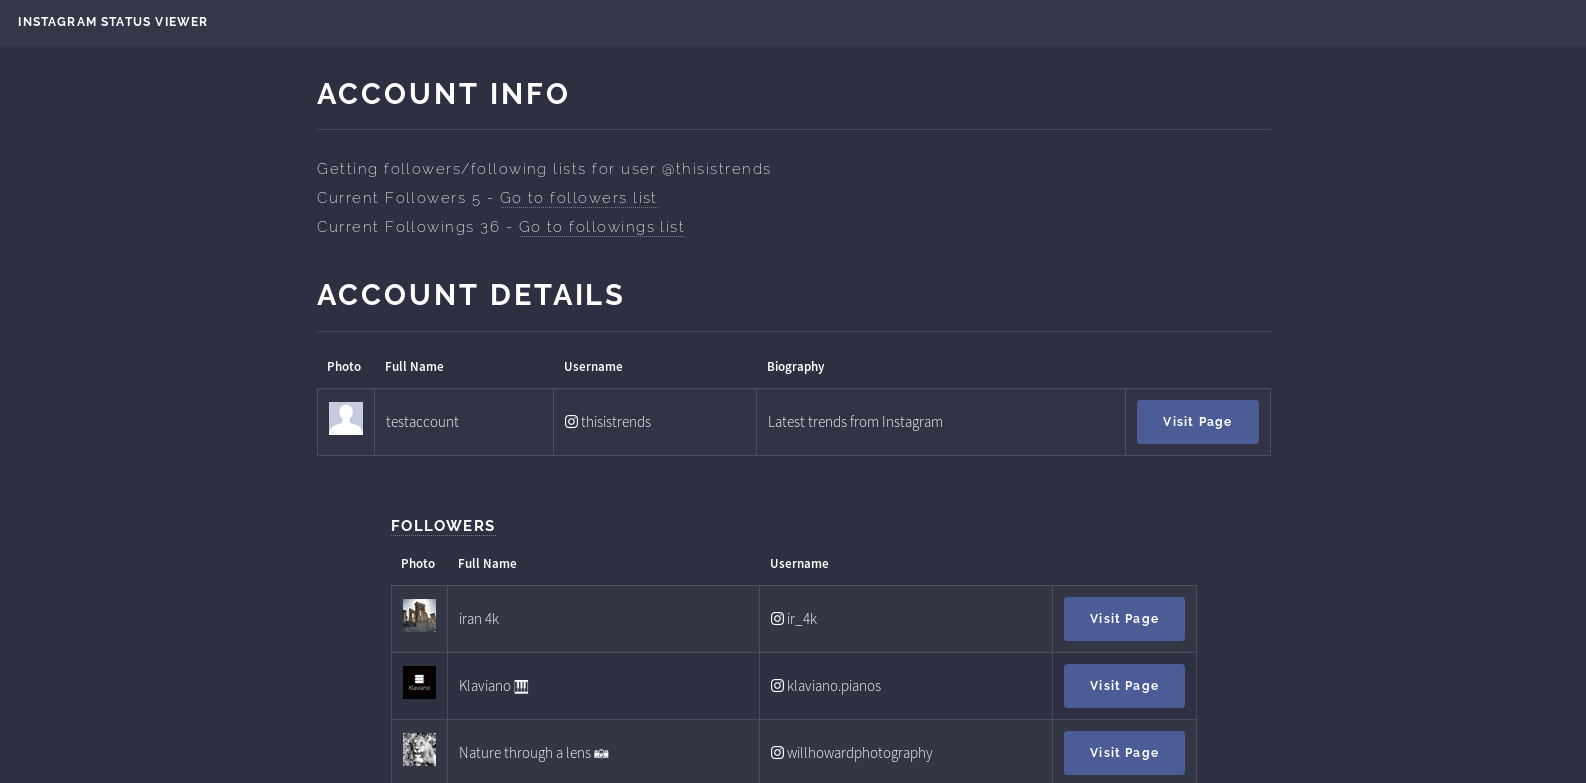 INSTAGRAM STATUS VIEWER
ACCOUNT INFO
Getting followers/following lists for user @thisistrends
Current Followers 5 - Go to followers list
Current Followings 36 - Go to followings list
ACCOUNT DETAILS
Photo Full Name Username Biography
testaccount thisistrends Latest trends from Instagram Visit Page
FOLLOWERS
Photo Full Name Username
iran 4k ir_4k Visit Page
Klaviano 🎹 klaviano.pianos Visit Page
Klaviano
Nature through a lens 📸 willhowardphotography Visit Page